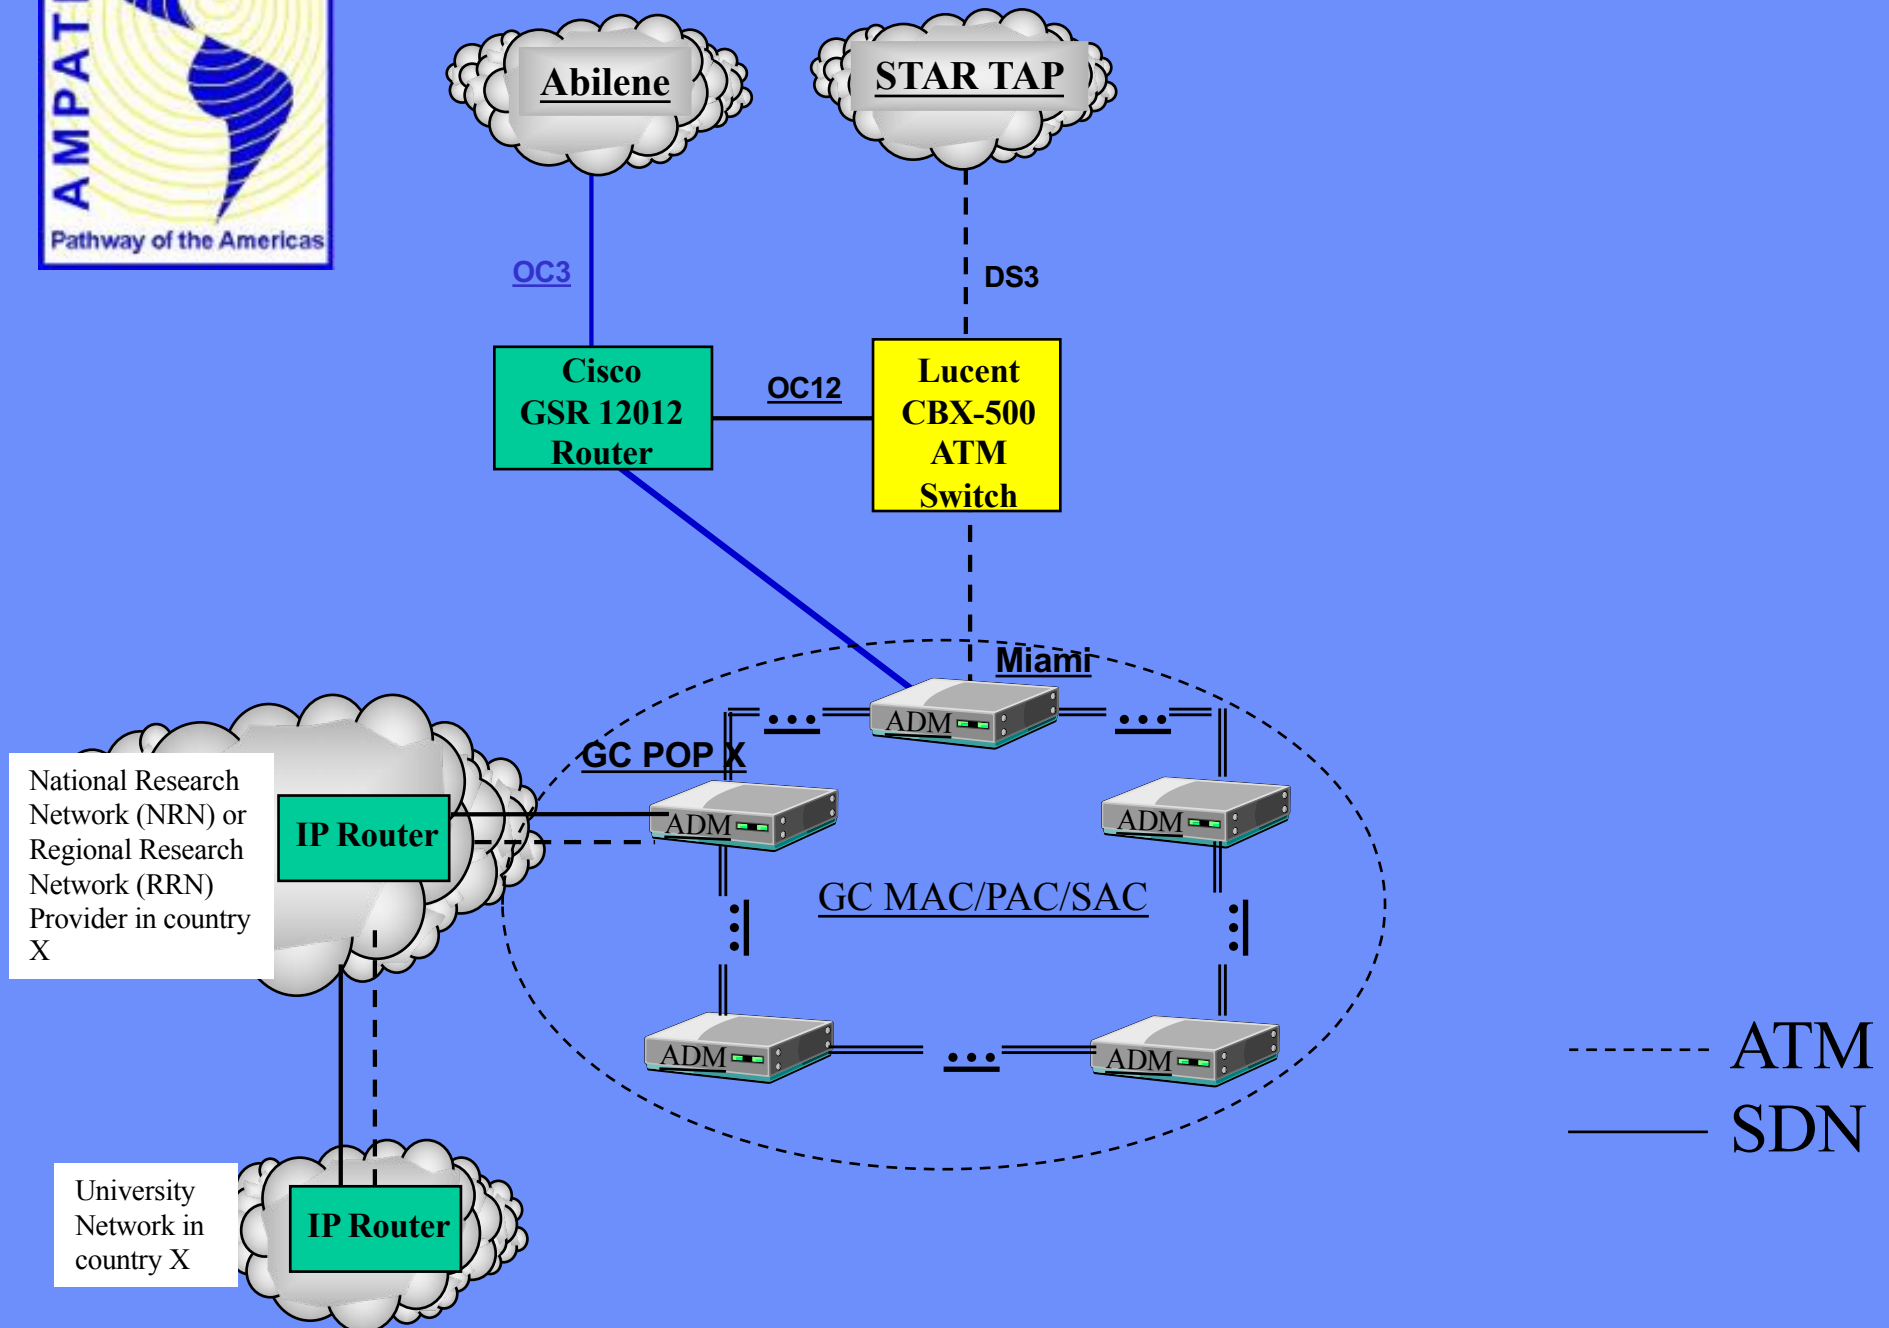 Pathway of the Americas
Abilene
STAR TAP
OC3
DS3
Cisco
GSR 12012
Router
OC12
Lucent
CBX-500
ATM
Switch
Miami
ADM
GC POP X
National Research
Network (NRN) or
Regional Research
Network (RRN)
Provider in country
X
IP Router
ADM
ADM
GC MAC/PAC/SAC
ADM
ADM
ATM
SDN
University
Network in
country X
IP Router